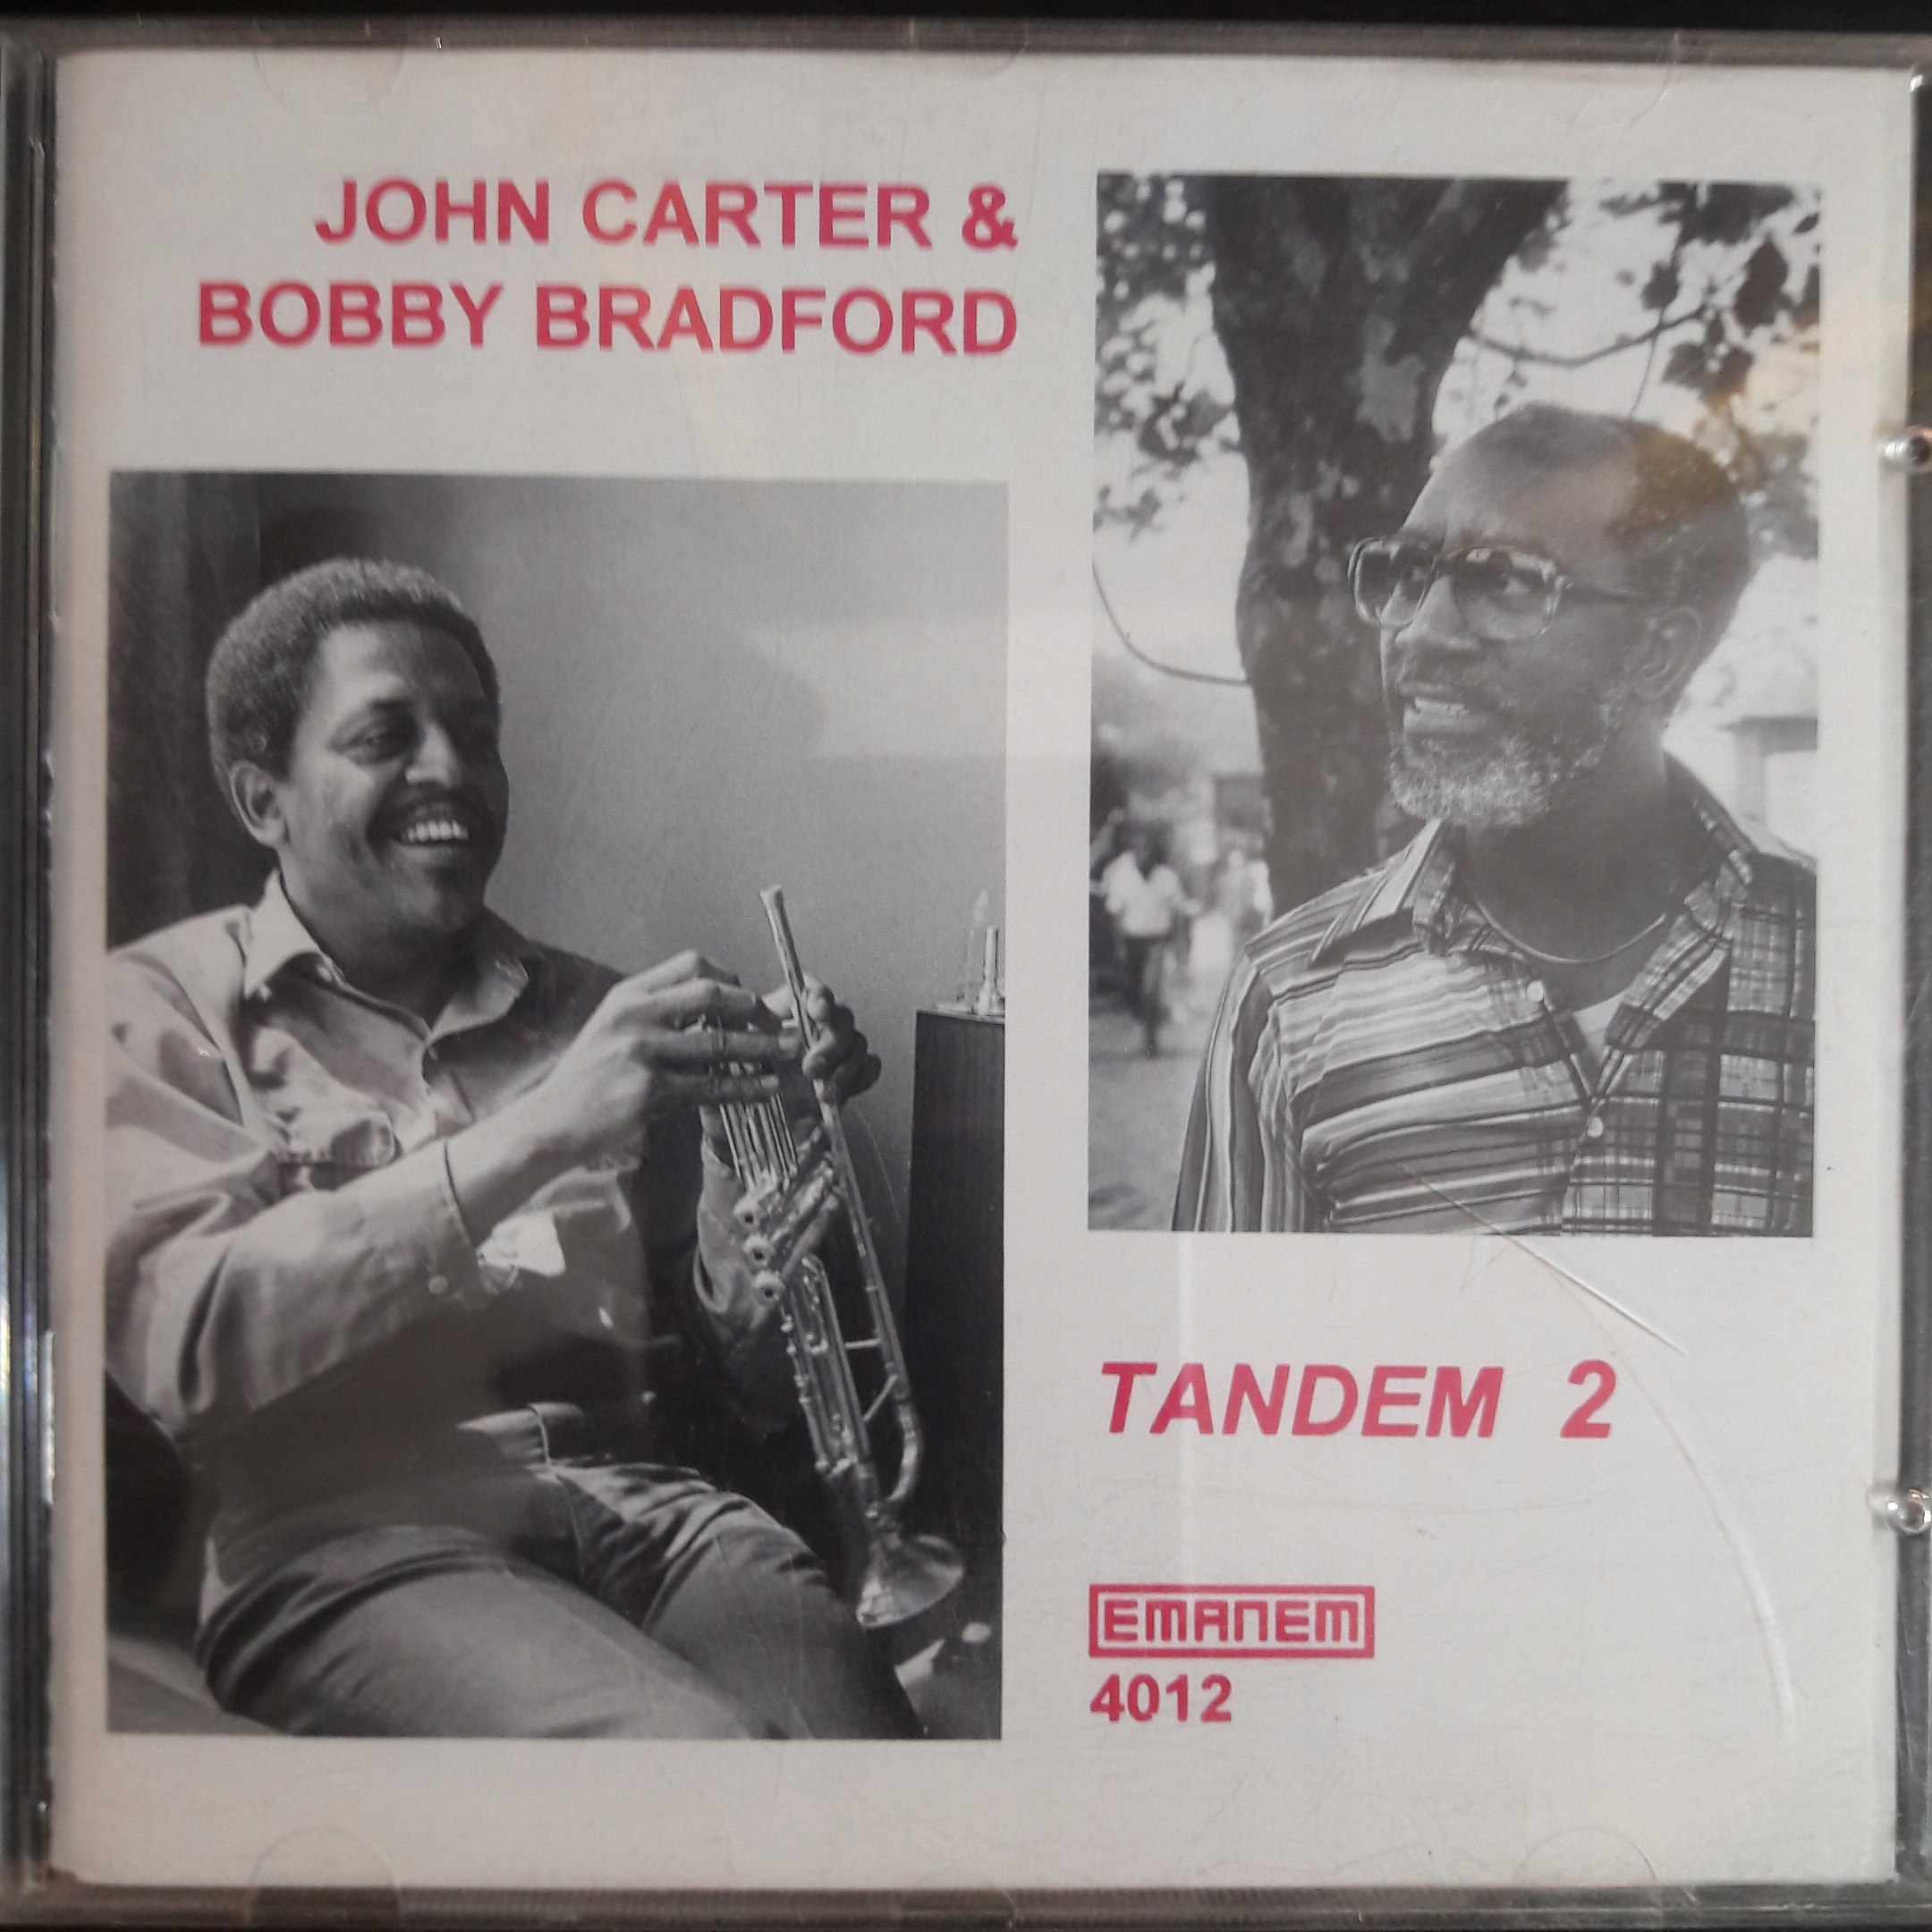 JOHN CARTER &
BOBBY BRADFORD
TANDEM 2
EMANEM
4012